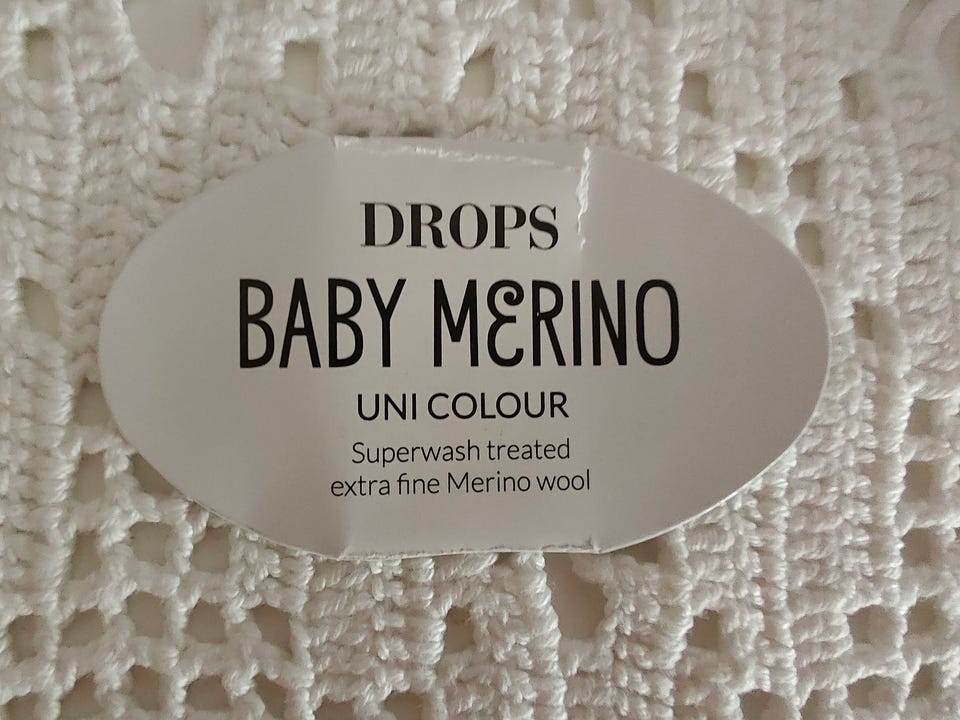 DROPS
BABY MERINO
UNI COLOUR
Superwash treated
extra fine Merino wool